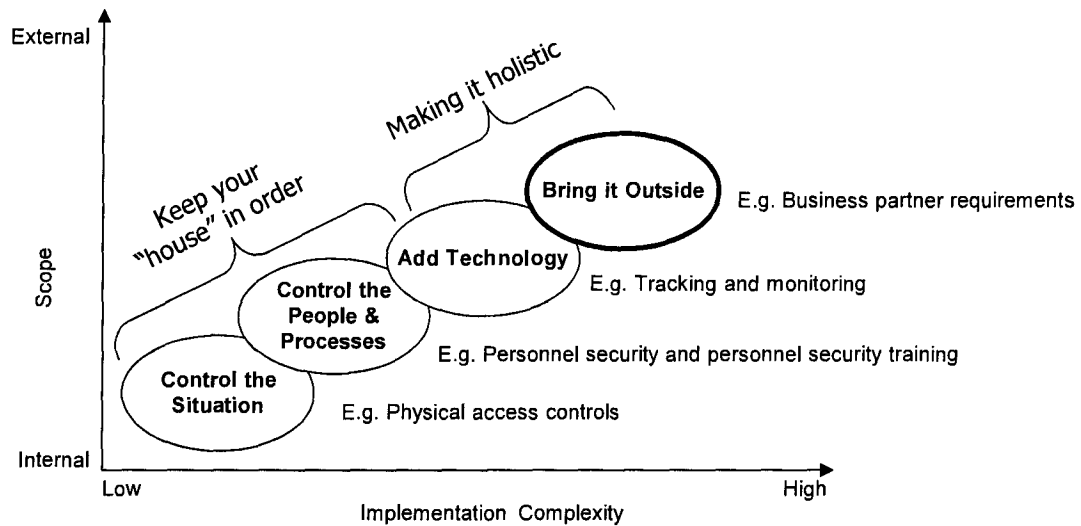 External
Making it holistic
Keep your
“house” in order
Bring it Outside
E.g. Business partner requirements
Scope
Add Technology
E.g. Tracking and monitoring
Control the
People &
Processes
E.g. Personnel security and personnel security training
Control the
Situation
E.g. Physical access controls
Internal
Low
High
Implementation Complexity